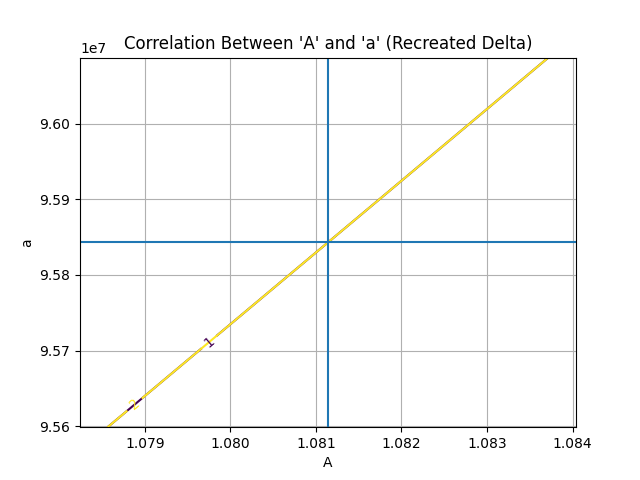 Correlation Between 'A' and 'a' (Recreated Delta)
1e7
9.60
9.59
9.58
9.57
9.56
a
1
2
1.079 1.080 1.081 1.082 1.083 1.084
A